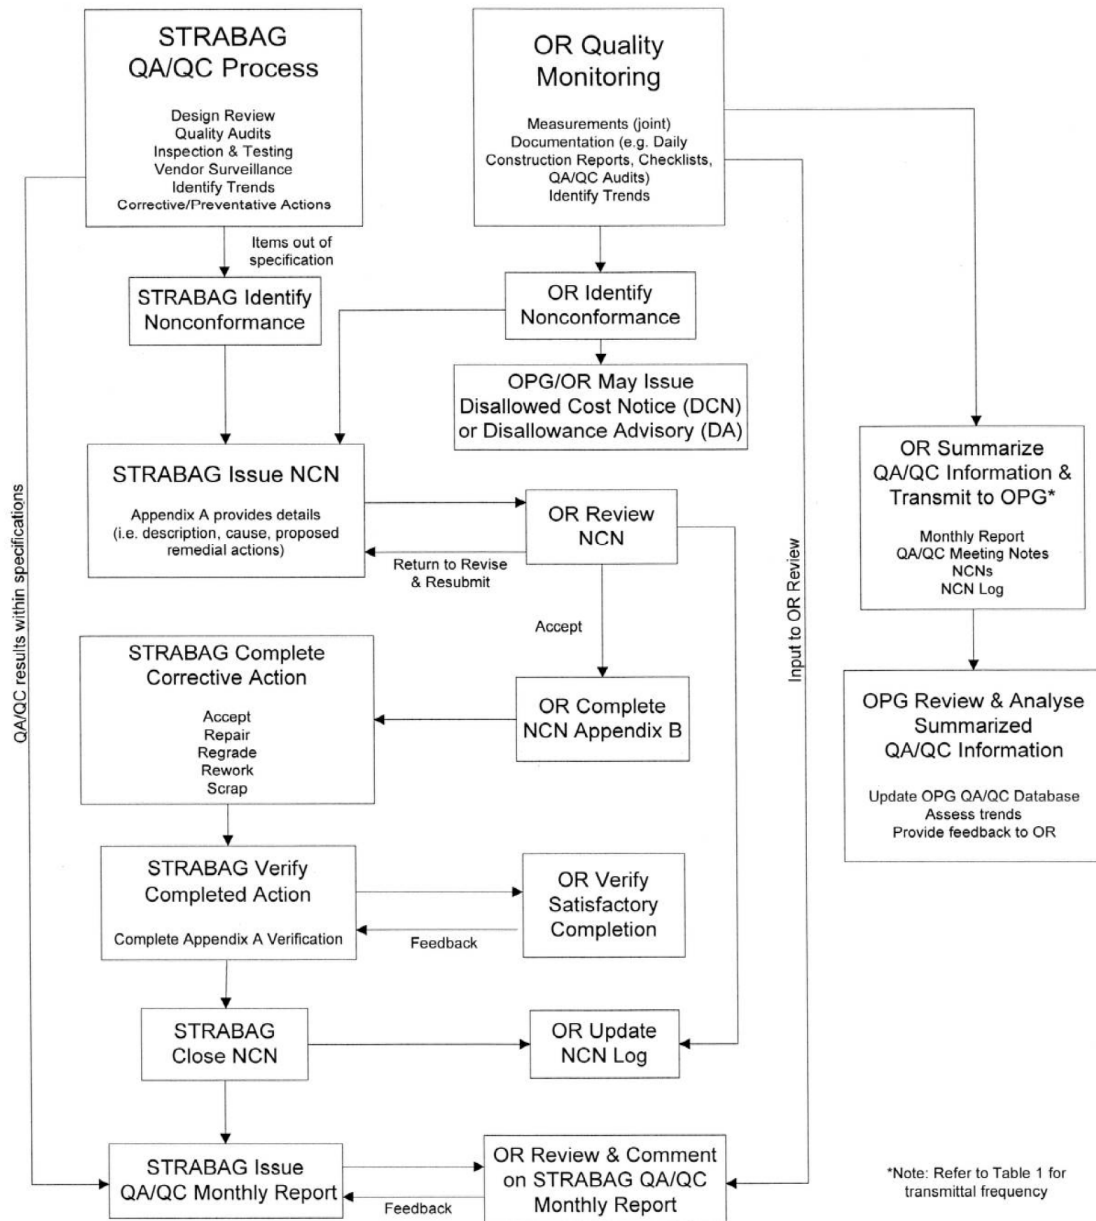 STRABAG
QA/QC Process
Design Review
Quality Audits
Inspection & Testing
Vendor Surveillance
Identify Trends
Corrective/Preventative Actions
OR Quality
Monitoring
Measurements (joint)
Documentation (e.g. Daily
Construction Reports, Checklists,
QA/QC Audits)
Identify Trends
Items out of
specification
STRABAG Identify
Nonconformance
OR Identify
Nonconformance
OPG/OR May Issue
Disallowed Cost Notice (DCN)
or Disallowance Advisory (DA)
STRABAG Issue NCN
Appendix A provides details
(i.e. description, cause, proposed
remedial actions)
OR Review
NCN
Return to Revise
& Resubmit
Accept
OR Summarize
QA/QC Information &
Transmit to OPG*
Monthly Report
QA/QC Meeting Notes
NCNs
NCN Log
QA/QC results within specifications
Input to OR Review
STRABAG Complete
Corrective Action
Accept
Repair
Regrade
Rework
Scrap
OR Complete
NCN Appendix B
OPG Review & Analyse
Summarized
QA/QC Information
Update OPG QA/QC Database
Assess trends
Provide feedback to OR
STRABAG Verify
Completed Action
Complete Appendix A Verification
Feedback
OR Verify
Satisfactory
Completion
STRABAG
Close NCN
OR Update
NCN Log
STRABAG Issue
QA/QC Monthly Report
Feedback
OR Review & Comment
on STRABAG QA/QC
Monthly Report
*Note: Refer to Table 1 for
transmittal frequency